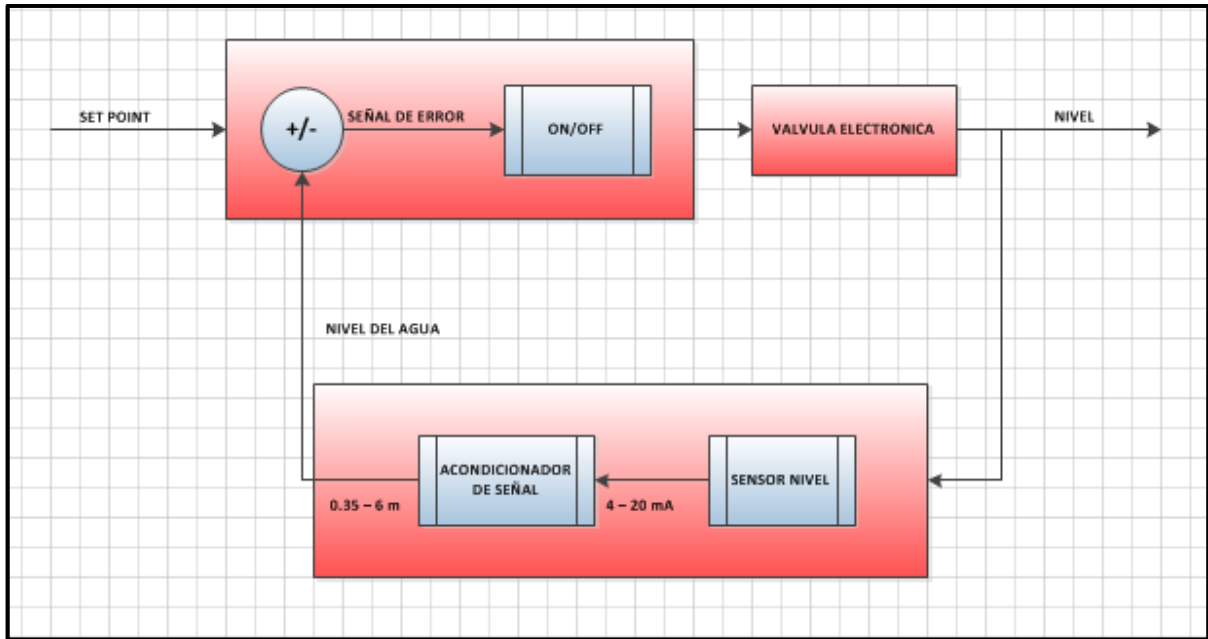 SET POINT
+/-
SEÑAL DE ERROR
ON/OFF
VALVULA ELECTRONICA
NIVEL
NIVEL DEL AGUA
ACONDICIONADOR
DE SEÑAL
SENSOR NIVEL
0.35 – 6 m
4 – 20 mA